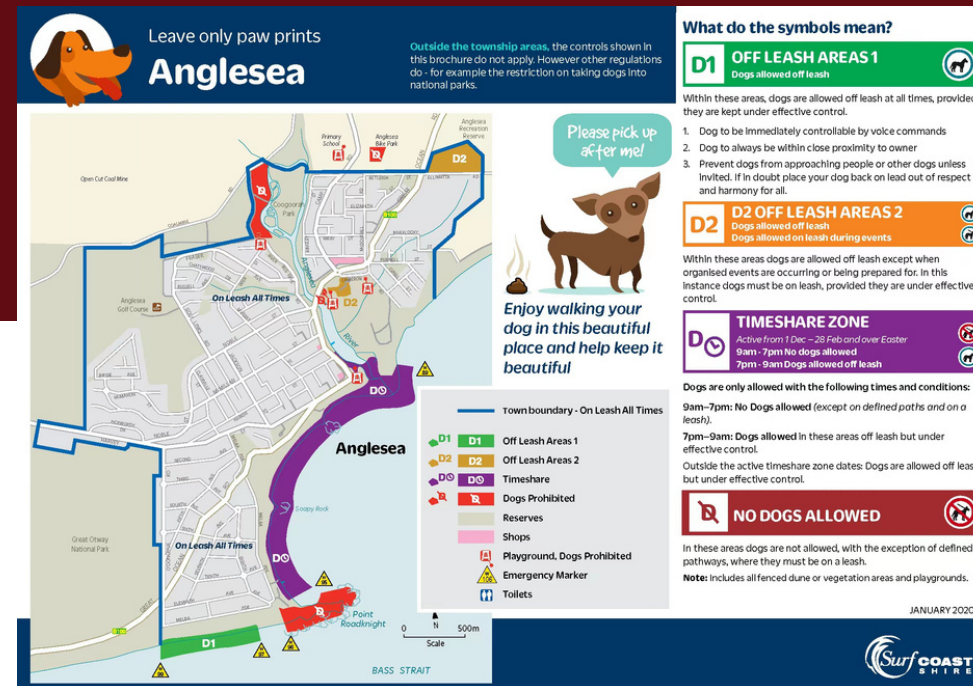 Leave only paw prints
Anglesea
Outside the township areas, the controls shown in
this brochure do not apply. However other regulations
do - for example the restriction on taking dogs into
national parks.
Primary
School
Anglesea
Bike Park
Anglesea
Recreation
Reserve
D2
Open Cut Coal Mine
Coogoorah
Park
On Leash All Times
D2
Anglesea
Golf Course
Anglesea
River
D
Anglesea
Soapy Rock
Great Otway
National Park
On Leash All Times
D
D
Point
Roadknight
D1
BASS STRAIT
Please pick up
after me!
Enjoy walking your
dog in this beautiful
place and help keep it
beautiful
Town boundary - On Leash All Times
D1 D1 Off Leash Areas 1
D2 D2 Off Leash Areas 2
D D Timeshare
D D Dogs Prohibited
Reserves
Shops
Playground, Dogs Prohibited
Emergency Marker
Toilets
N
0 500m
Scale
What do the symbols mean?
D1 OFF LEASH AREAS 1
Dogs allowed off leash
Within these areas, dogs are allowed off leash at all times, provided
they are kept under effective control.
1. Dog to be immediately controllable by voice commands
2. Dog to always be within close proximity to owner
3. Prevent dogs from approaching people or other dogs unless
invited. If in doubt place your dog back on lead out of respect
and harmony for all.
D2 D2 OFF LEASH AREAS 2
Dogs allowed off leash
Dogs allowed on leash during events
Within these areas dogs are allowed off leash except when
organised events are occurring or being prepared for. In this
instance dogs must be on leash, provided they are under effective
control.
D TIMESHARE ZONE
Active from 1 Dec – 28 Feb and over Easter
9am - 7pm No dogs allowed
7pm - 9am Dogs allowed off leash
Dogs are only allowed with the following times and conditions:
9am–7pm: No Dogs allowed (except on defined paths and on a
leash).
7pm–9am: Dogs allowed in these areas off leash but under
effective control.
Outside the active timeshare zone dates: Dogs are allowed off leas
but under effective control.
D NO DOGS ALLOWED
In these areas dogs are not allowed, with the exception of defined
pathways, where they must be on a leash.
Note: Includes all fenced dune or vegetation areas and playgrounds.
JANUARY 2020
Surf COAST
SHIRE